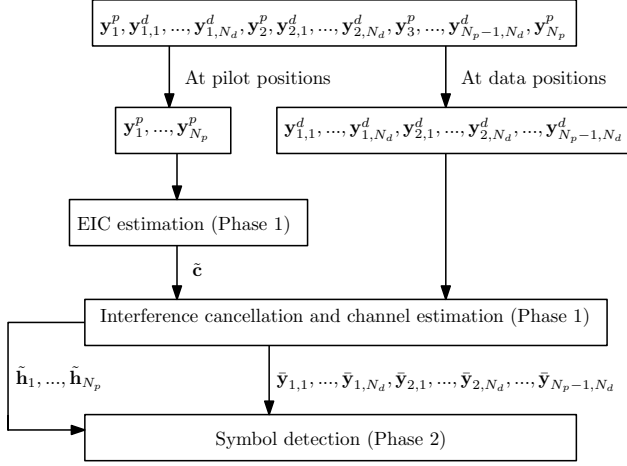 y_1^p, y_{1,1}^d, ..., y_{1,N_d}^d, y_2^p, y_{2,1}^d, ..., y_{2,N_d}^d, y_3^p, ..., y_{N_p-1,N_d}^d, y_{N_p}^p
At pilot positions
At data positions
y_1^p, ..., y_{N_p}^p
y_{1,1}^d, ..., y_{1,N_d}^d, y_{2,1}^d, ..., y_{2,N_d}^d, ..., y_{N_p-1,N_d}^d
EIC estimation (Phase 1)
c̃
Interference cancellation and channel estimation (Phase 1)
h̃_1, ..., h̃_{N_p}
ȳ_{1,1}, ..., ȳ_{1,N_d}, ȳ_{2,1}, ..., ȳ_{2,N_d}, ..., ȳ_{N_p-1,N_d}
Symbol detection (Phase 2)